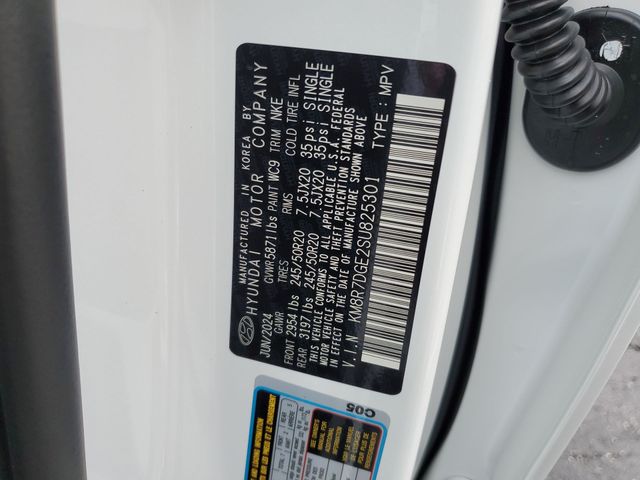 MANUFACTURED IN KOREA BY
HYUNDAI MOTOR COMPANY
JUN/2024 GVWR 5871 lbs PAINT WC9 TRIM NKE
GAWR TIRES RIMS COLD TIRE INFL
FRONT 2954 lbs 245/50R20 7.5JX20 35psi SINGLE
REAR 3197 lbs 245/50R20 7.5JX20 35psi SINGLE
THIS VEHICLE CONFORMS TO ALL APPLICABLE U.S.A. FEDERAL
MOTOR VEHICLE SAFETY AND THEFT PREVENTION STANDARDS
IN EFFECT ON THE DATE OF MANUFACTURE SHOWN ABOVE
V.I.N KM8R7DGE2SU825301 TYPE : MPV
C05